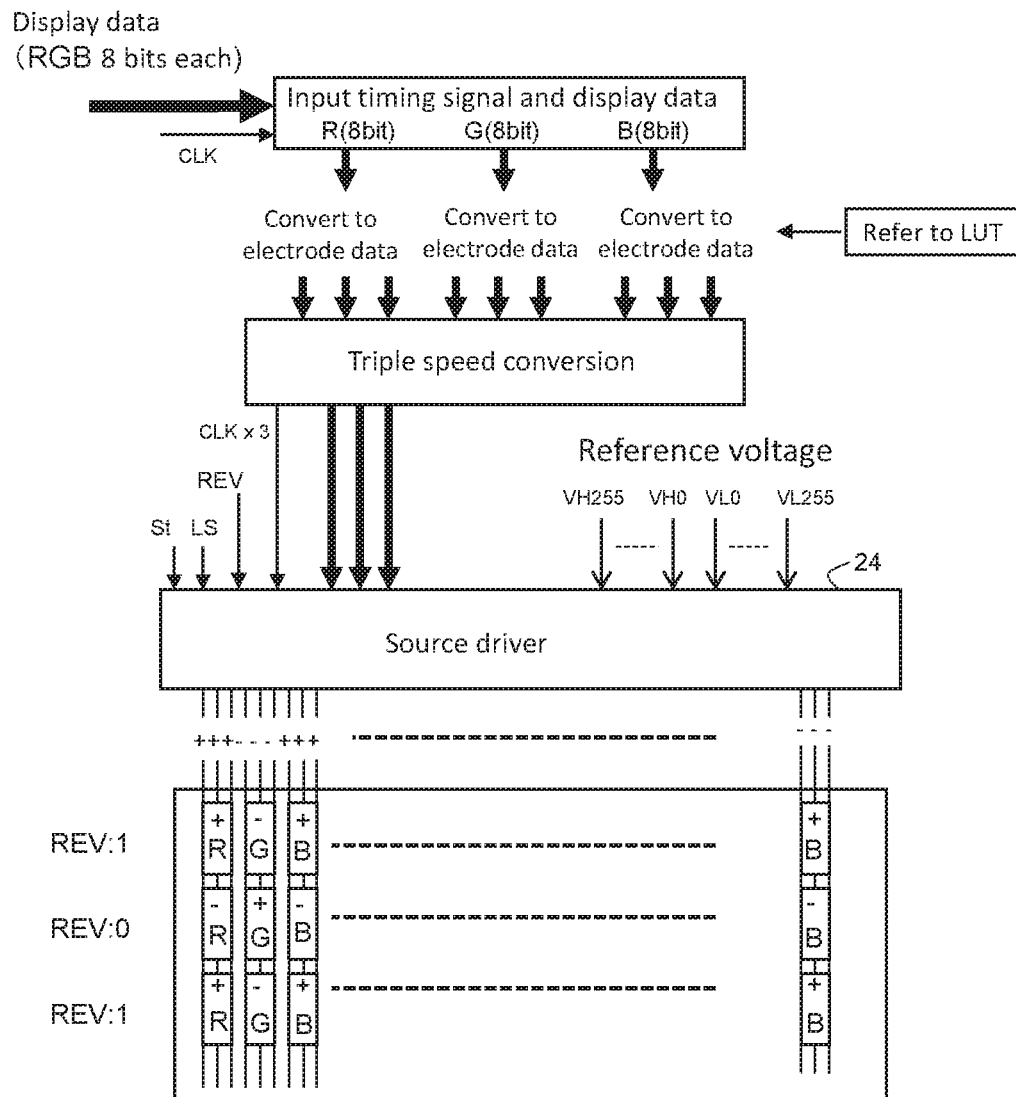 Display data
(RGB 8 bits each)
Input timing signal and display data
R(8bit) G(8bit) B(8bit)
CLK
Convert to electrode data
Convert to electrode data
Convert to electrode data
Refer to LUT
Triple speed conversion
CLK x 3
REV
St LS
Reference voltage
VH255 VH0 VL0 VL255
24
Source driver
+++ - - - +++ - - -
REV:1
+ - + +
R G B B
REV:0
- + - -
R G B B
REV:1
+ - + +
R G B B